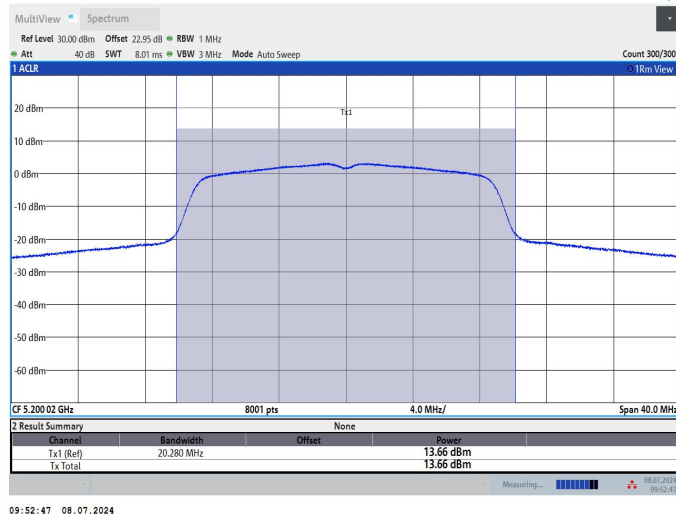 MultiView Spectrum
Ref Level 30.00 dBm Offset 22.95 dB RBW 1 MHz
Att 40 dB SWT 8.01 ms VBW 3 MHz Mode Auto Sweep Count 300/300
1 ACLR 1Rm View
Tx1
20 dBm
10 dBm
0 dBm
-10 dBm
-20 dBm
-30 dBm
-40 dBm
-50 dBm
-60 dBm
CF 5.200 02 GHz 8001 pts 4.0 MHz/ Span 40.0 MHz
2 Result Summary None
Channel Bandwidth Offset Power
Tx1 (Ref) 20.280 MHz 13.66 dBm
Tx Total 13.66 dBm
Measuring... 08.07.2024
09:52:47
09:52:47 08.07.2024